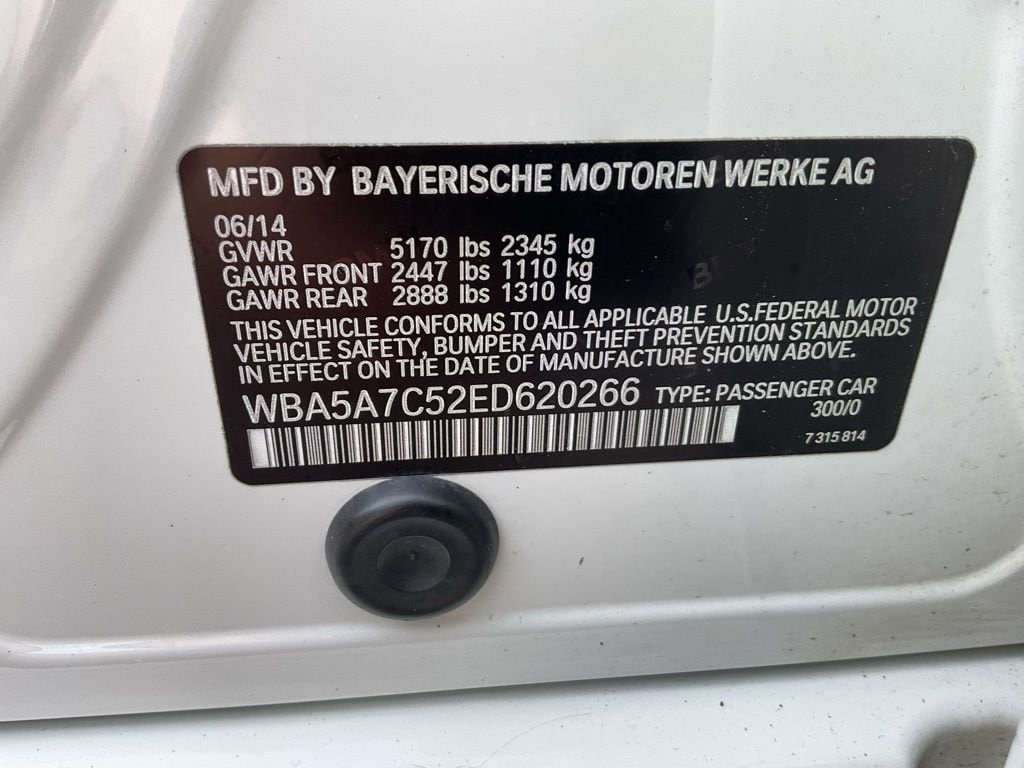 MFD BY BAYERISCHE MOTOREN WERKE AG
06/14
GVWR 5170 lbs 2345 kg
GAWR FRONT 2447 lbs 1110 kg
GAWR REAR 2888 lbs 1310 kg
THIS VEHICLE CONFORMS TO ALL APPLICABLE U.S.FEDERAL MOTOR
VEHICLE SAFETY, BUMPER AND THEFT PREVENTION STANDARDS
IN EFFECT ON THE DATE OF MANUFACTURE SHOWN ABOVE.
WBA5A7C52ED620266 TYPE: PASSENGER CAR
300/0
7 315 814